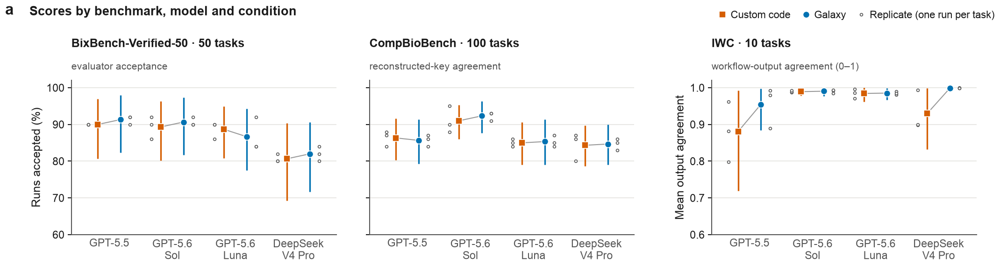 a Scores by benchmark, model and condition
Custom code Galaxy Replicate (one run per task)
BixBench-Verified-50 · 50 tasks
evaluator acceptance
Runs accepted (%)
100
90
80
70
60
GPT-5.5
GPT-5.6
Sol
GPT-5.6
Luna
DeepSeek
V4 Pro
CompBioBench · 100 tasks
reconstructed-key agreement
GPT-5.5
GPT-5.6
Sol
GPT-5.6
Luna
DeepSeek
V4 Pro
IWC · 10 tasks
workflow-output agreement (0–1)
Mean output agreement
1.0
0.9
0.8
0.7
0.6
GPT-5.5
GPT-5.6
Sol
GPT-5.6
Luna
DeepSeek
V4 Pro